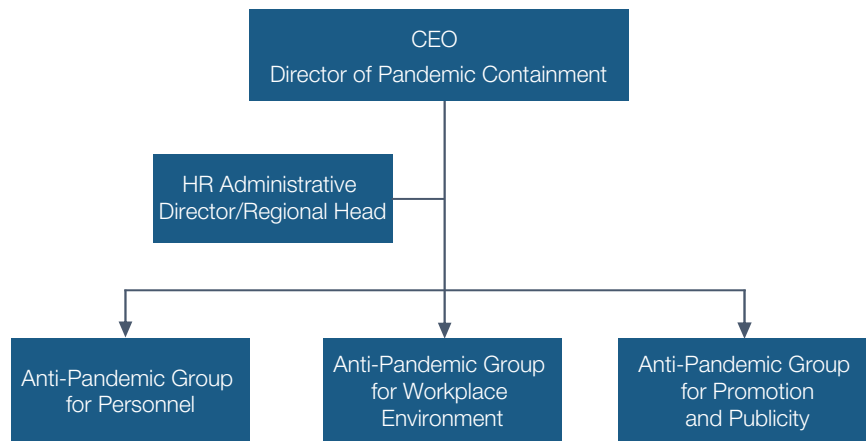 CEO
Director of Pandemic Containment
HR Administrative
Director/Regional Head
Anti-Pandemic Group
for Personnel
Anti-Pandemic Group
for Workplace
Environment
Anti-Pandemic Group
for Promotion
and Publicity